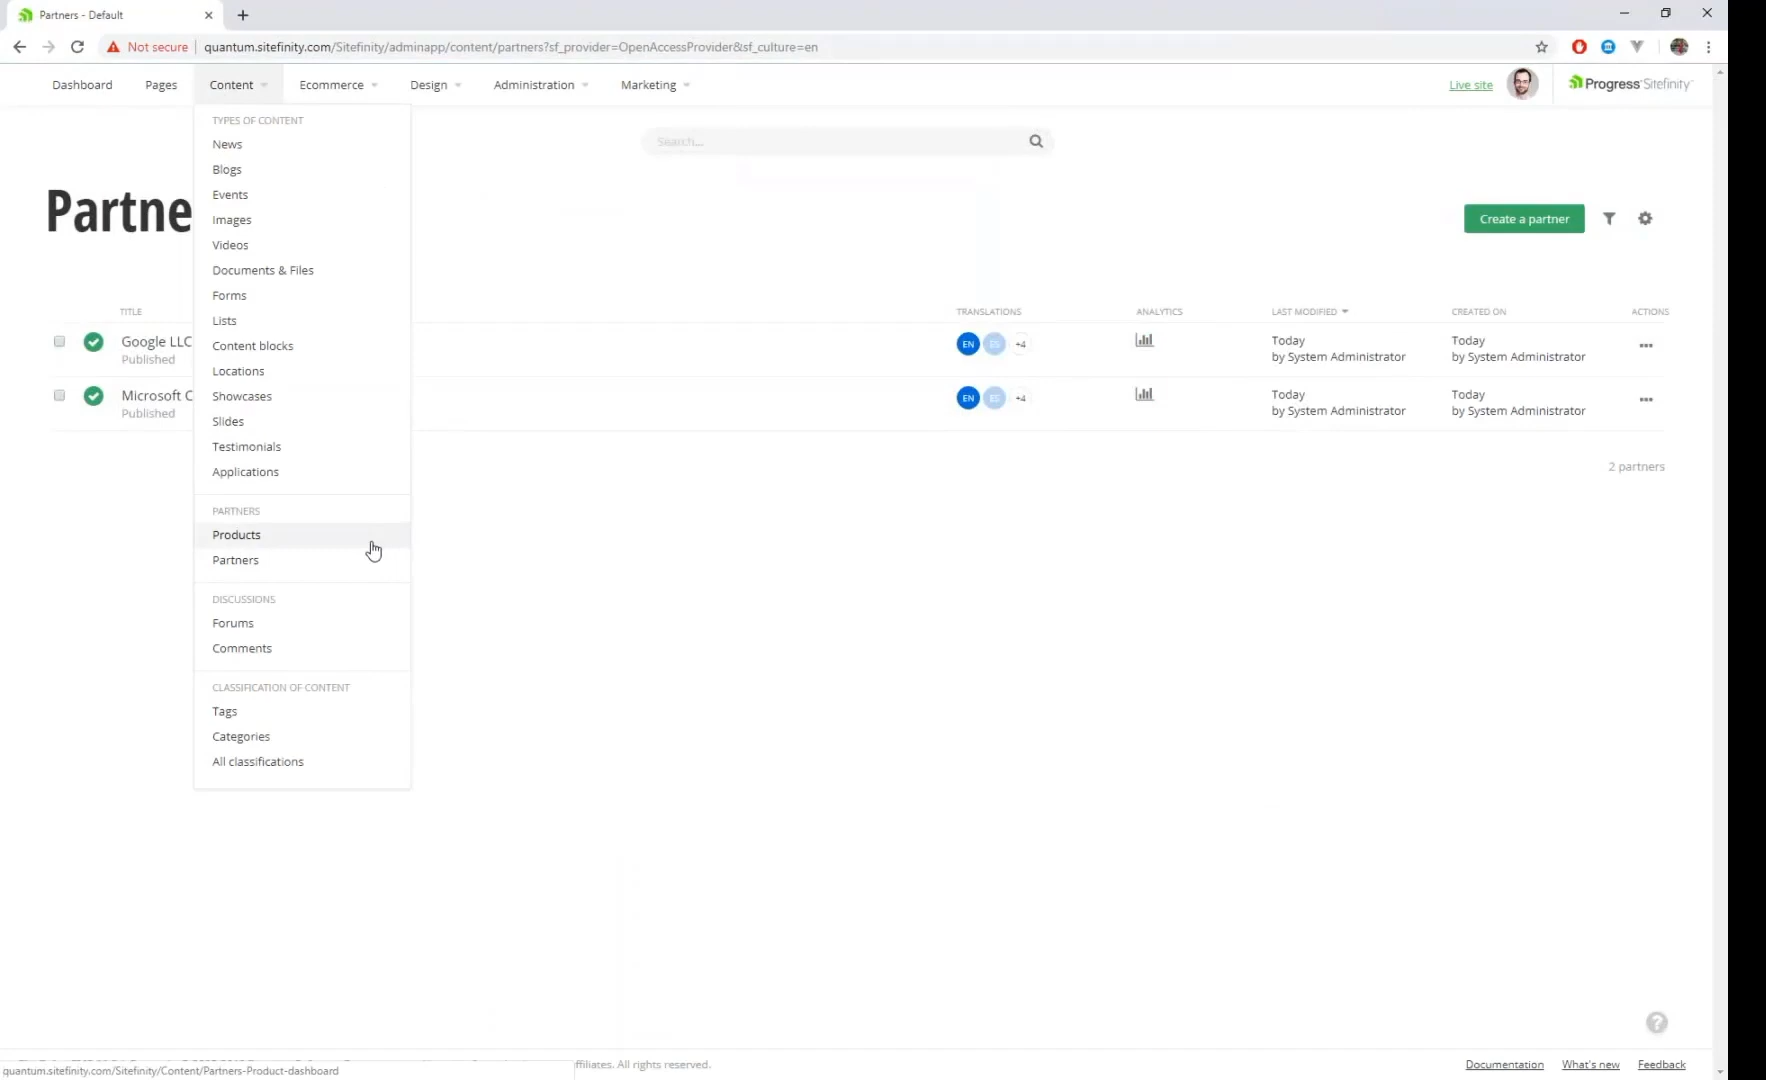 Partners - Default
Not secure
quantum.sitefinity.com/Sitefinity/adminapp/content/partners?sf_provider=OpenAccessProvider&sf_culture=en
Dashboard Pages Content Ecommerce Design Administration Marketing
Live site
Progress Sitefinity
Search...
Partne
Create a partner
TYPES OF CONTENT
News
Blogs
Events
Images
Videos
Documents & Files
Forms
Lists
Content blocks
Locations
Showcases
Slides
Testimonials
Applications
PARTNERS
Products
Partners
DISCUSSIONS
Forums
Comments
CLASSIFICATION OF CONTENT
Tags
Categories
All classifications
TITLE TRANSLATIONS ANALYTICS LAST MODIFIED CREATED ON ACTIONS
Google LLC EN ES +4 Today Today
Published by System Administrator by System Administrator
Microsoft C EN ES +4 Today Today
Published by System Administrator by System Administrator
2 partners
?
ffiliates. All rights reserved.
Documentation What's new Feedback
quantum.sitefinity.com/Sitefinity/Content/Partners-Product-dashboard